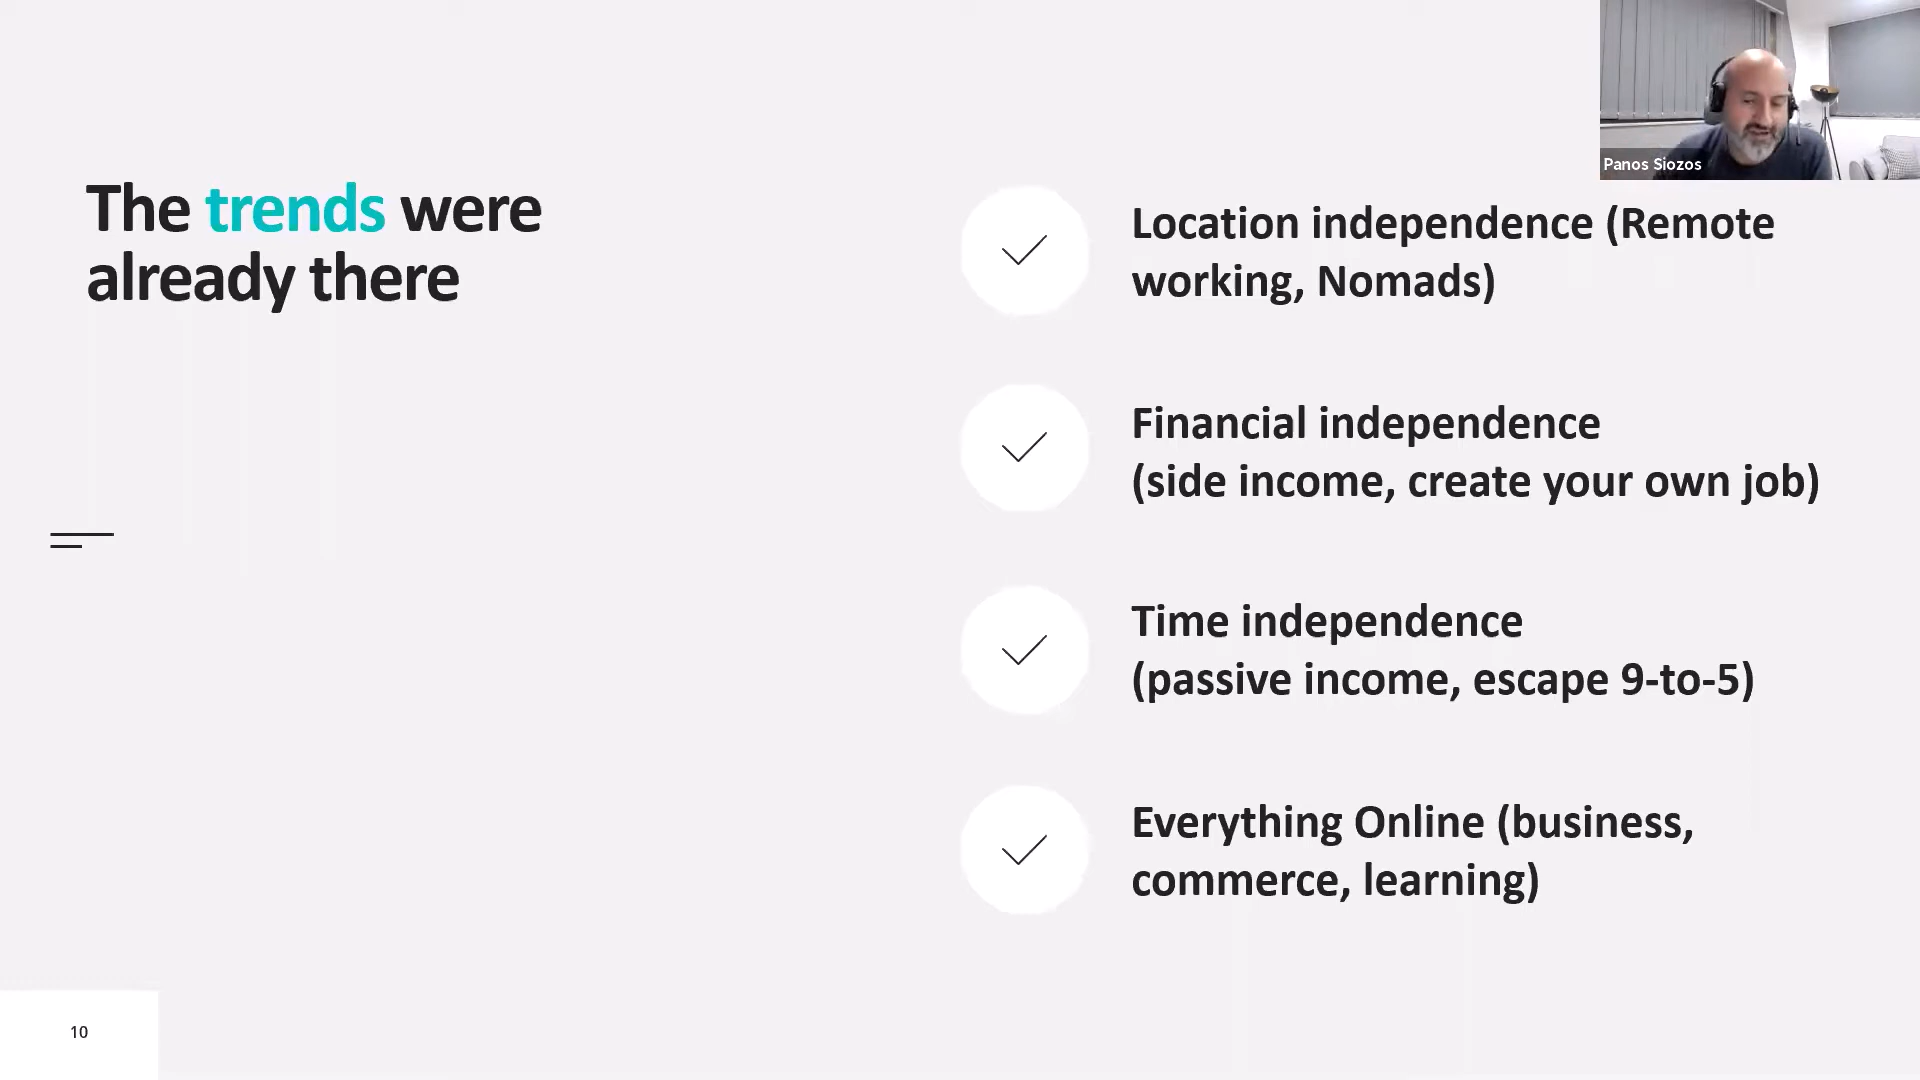 Panos Siozos
The trends were
already there
Location independence (Remote
working, Nomads)
Financial independence
(side income, create your own job)
Time independence
(passive income, escape 9-to-5)
Everything Online (business,
commerce, learning)
10